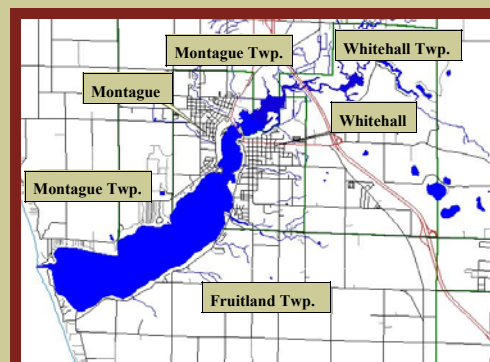 Montague Twp.
Whitehall Twp.
Montague
Whitehall
Montague Twp.
Fruitland Twp.